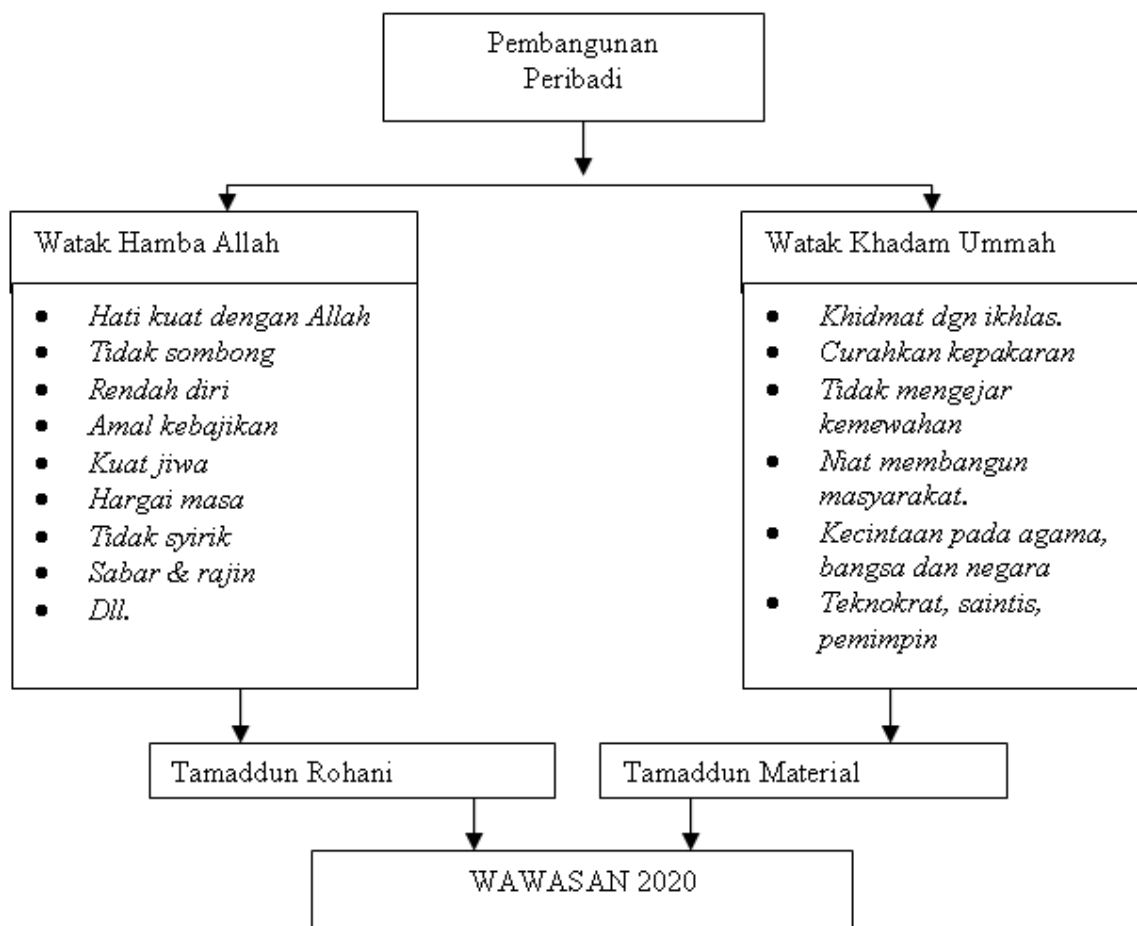 Pembangunan
Peribadi
Watak Hamba Allah
• Hati kuat dengan Allah
• Tidak sombong
• Rendah diri
• Amal kebajikan
• Kuat jiwa
• Hargai masa
• Tidak syirik
• Sabar & rajin
• Dll.
Watak Khadam Ummah
• Khidmat dgn ikhlas.
• Curahkan kepakaran
• Tidak mengejar
kemewahan
• Niat membangun
masyarakat.
• Kecintaan pada agama,
bangsa dan negara
• Teknokrat, saintis,
pemimpin
Tamaddun Rohani
Tamaddun Material
WAWASAN 2020